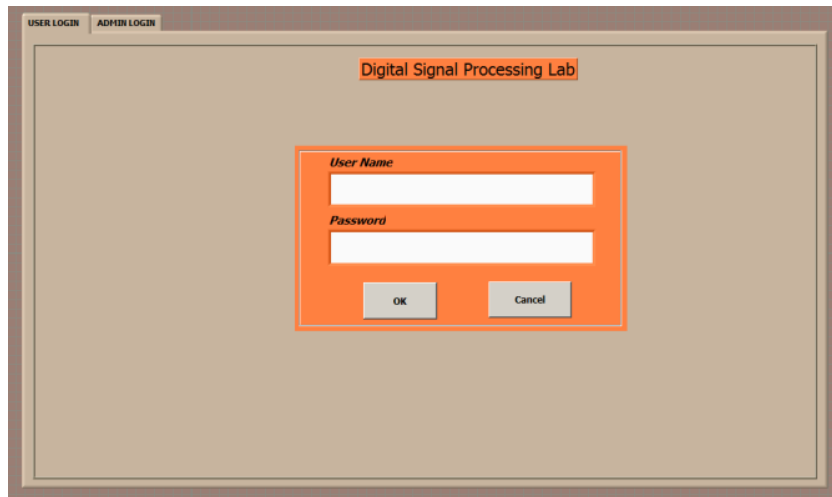 USER LOGIN ADMIN LOGIN
Digital Signal Processing Lab
User Name
Password
OK Cancel